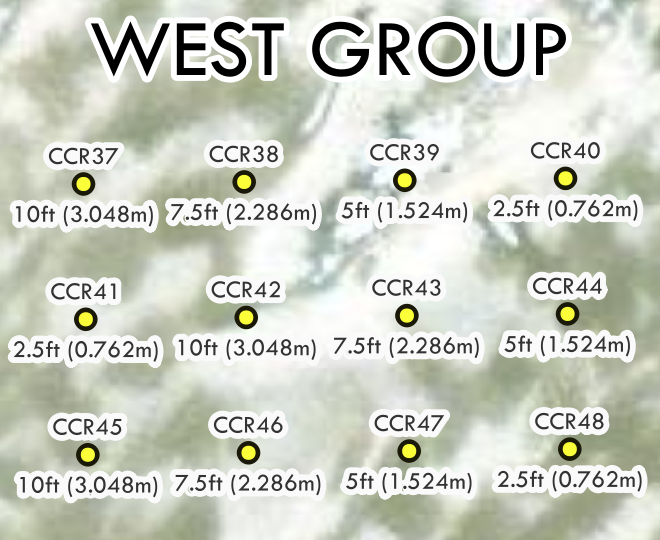 WEST GROUP
CCR37 CCR38 CCR39 CCR40
10ft (3.048m) 7.5ft (2.286m) 5ft (1.524m) 2.5ft (0.762m)
CCR41 CCR42 CCR43 CCR44
2.5ft (0.762m) 10ft (3.048m) 7.5ft (2.286m) 5ft (1.524m)
CCR45 CCR46 CCR47 CCR48
10ft (3.048m) 7.5ft (2.286m) 5ft (1.524m) 2.5ft (0.762m)